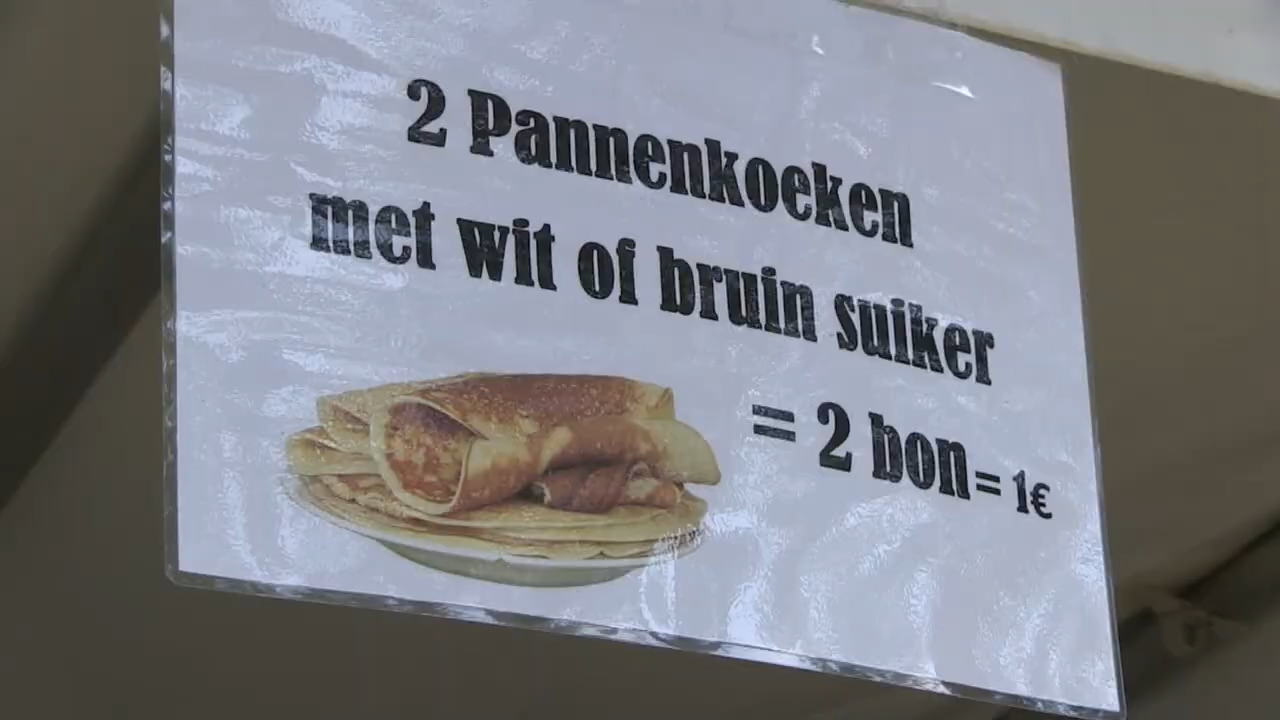 2 Pannenkoeken
met wit of bruin suiker
= 2 bon = 1€